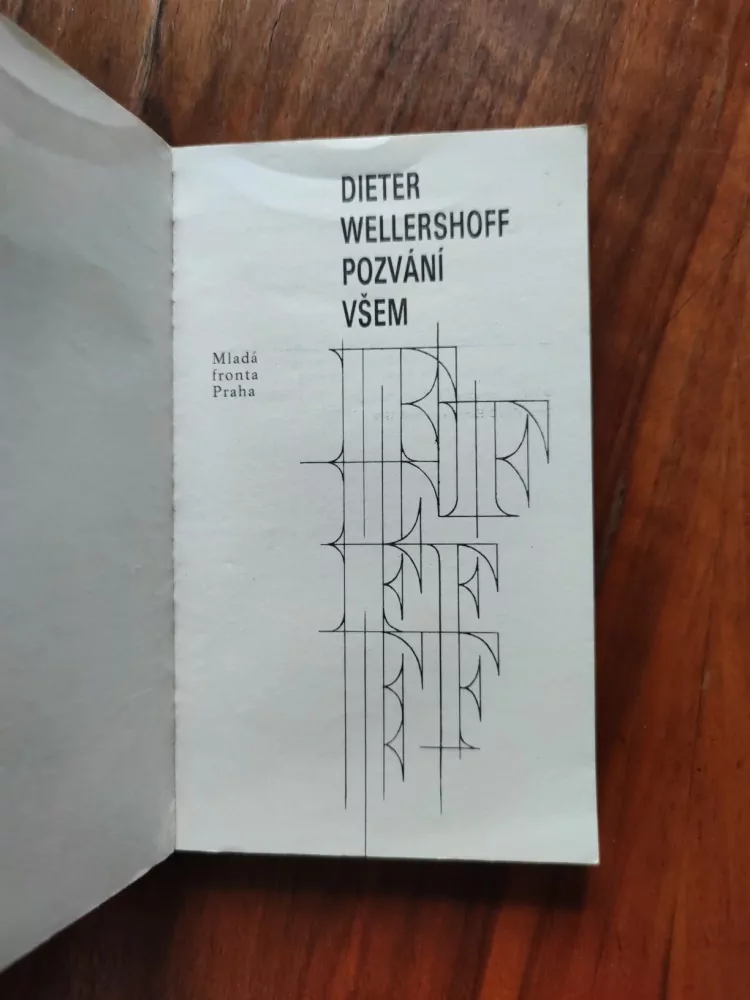 DIETER
WELLERSHOFF
POZVÁNÍ
VŠEM
Mladá
fronta
Praha